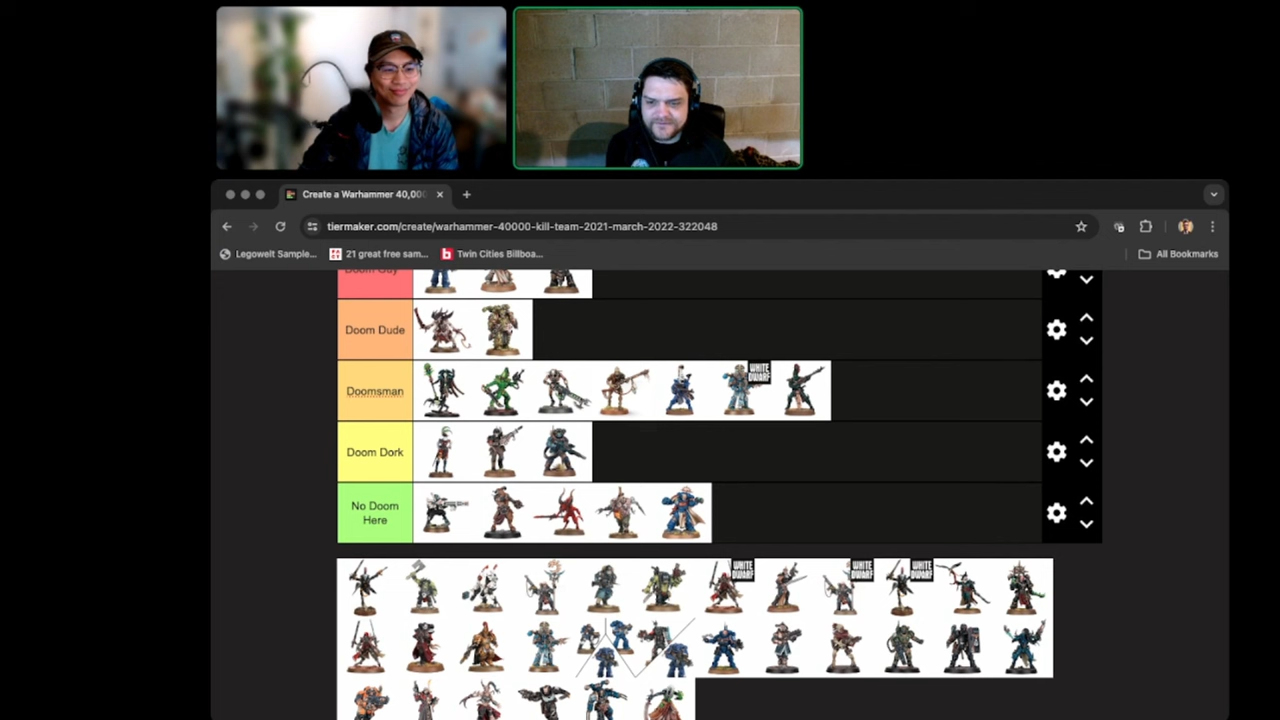 Create a Warhammer 40,00
tiermaker.com/create/warhammer-40000-kill-team-2021-march-2022-322048
Legowelt Sample...
21 great free sam...
Twin Cities Billboa...
All Bookmarks
Doom Guy
Doom Dude
Doomsman
WHITE DWARF
Doom Dork
No Doom
Here
WHITE DWARF
WHITE DWARF
WHITE DWARF